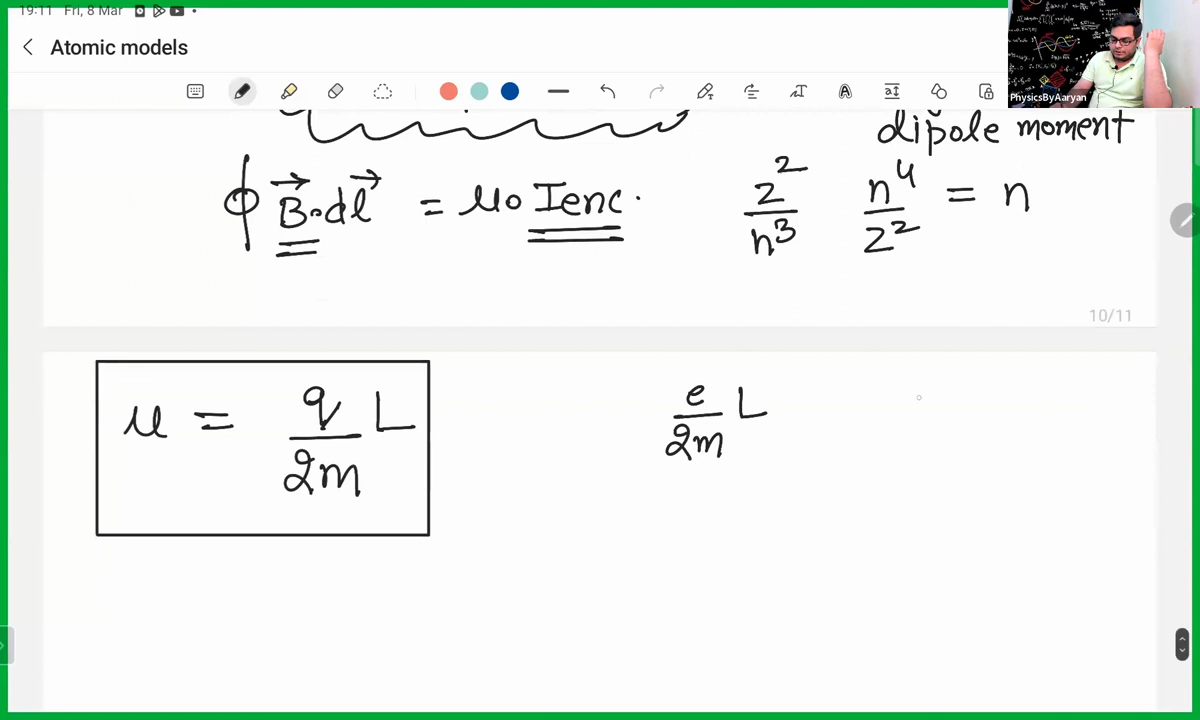 19:11 Fri, 8 Mar
Atomic models
PhysicsByAaryan
dipole moment
∮ B⃗.dl⃗ = μ0 Ienc. z²/n³ n⁴/z² = n
10/11
μ = q/2m L
e/2m L